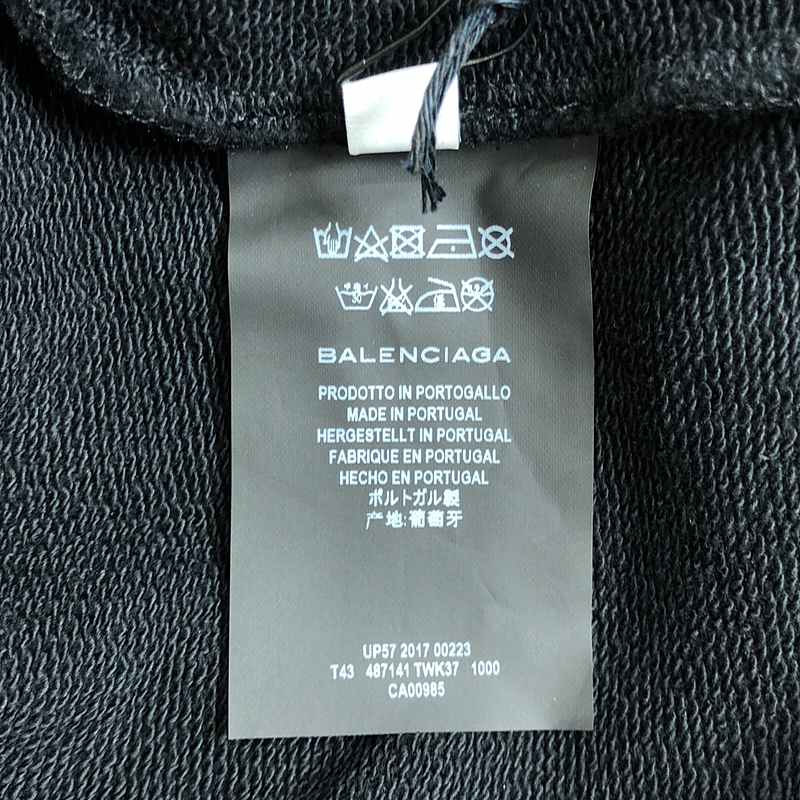 30
BALENCIAGA
PRODOTTO IN PORTOGALLO
MADE IN PORTUGAL
HERGESTELLT IN PORTUGAL
FABRIQUE EN PORTUGAL
HECHO EN PORTUGAL
ポルトガル製
产地:葡萄牙
UP57 2017 00223
T43 487141 TWK37 1000
CA00985